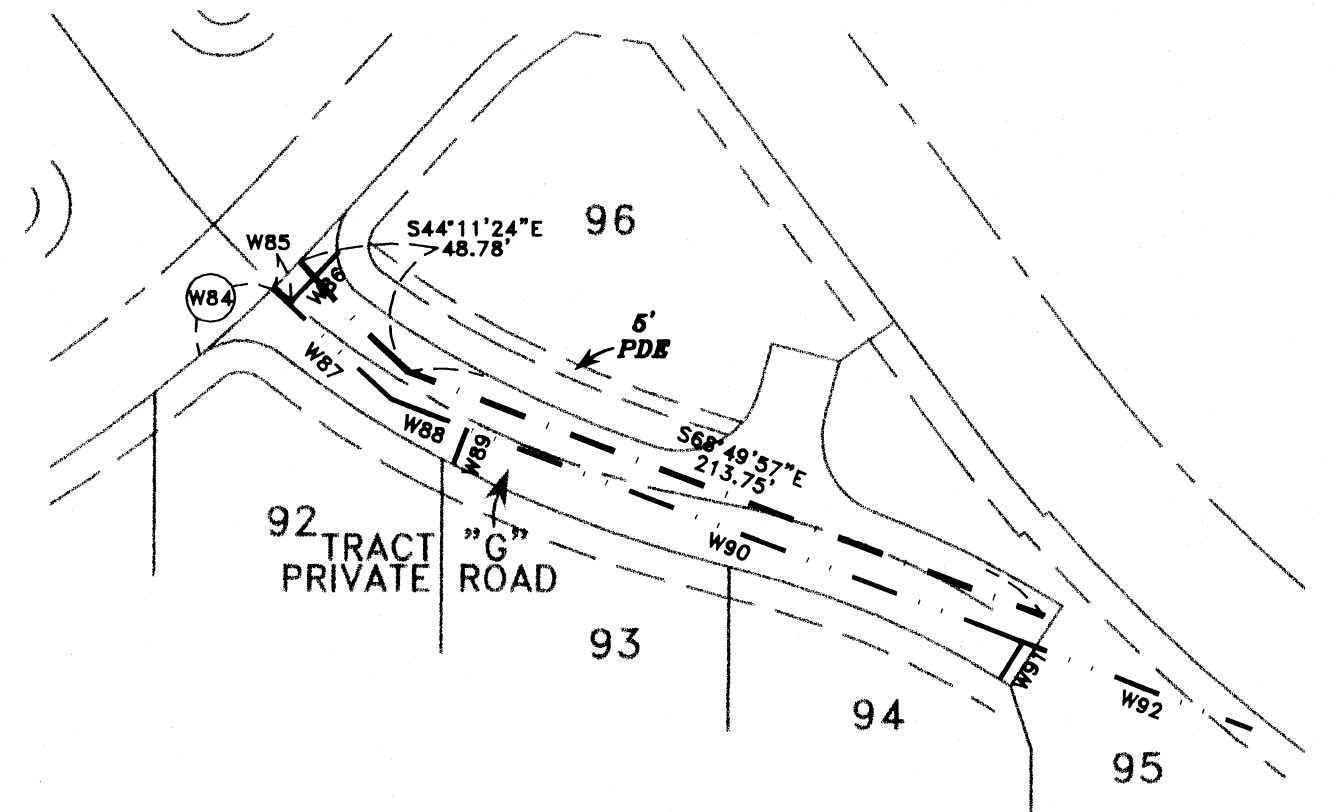 96
S44°11'24"E
48.78'
W85
W86
W84
5'
PDE
W87
W88
W89
S68°49'57"E
213.75'
92
TRACT "G"
PRIVATE ROAD
W90
93
W91
94
W92
95